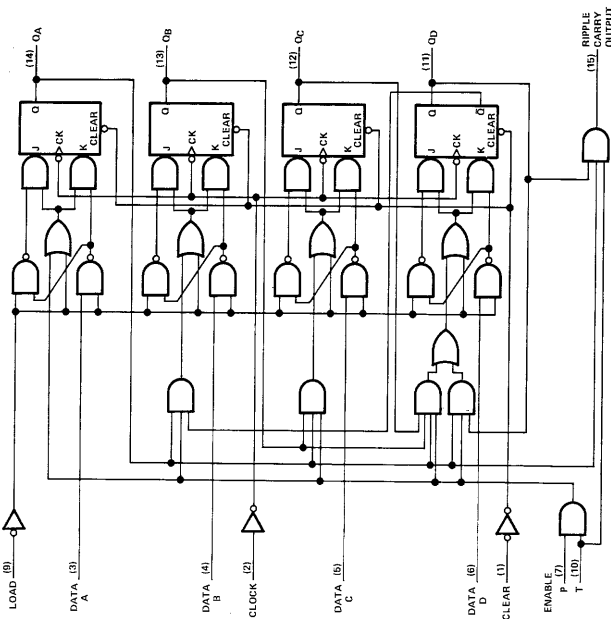 (14) QA
J
Q
CK
K
CLEAR
(13) QB
J
Q
CK
K
CLEAR
(12) QC
J
Q
CK
K
CLEAR
(11) QD
J
Q
CK
K
Q
CLEAR
(15) RIPPLE
CARRY
OUTPUT
LOAD (9)
DATA (3)
A
DATA (4)
B
CLOCK (2)
DATA (5)
C
DATA (6)
D
CLEAR (1)
ENABLE
P (7)
T (10)